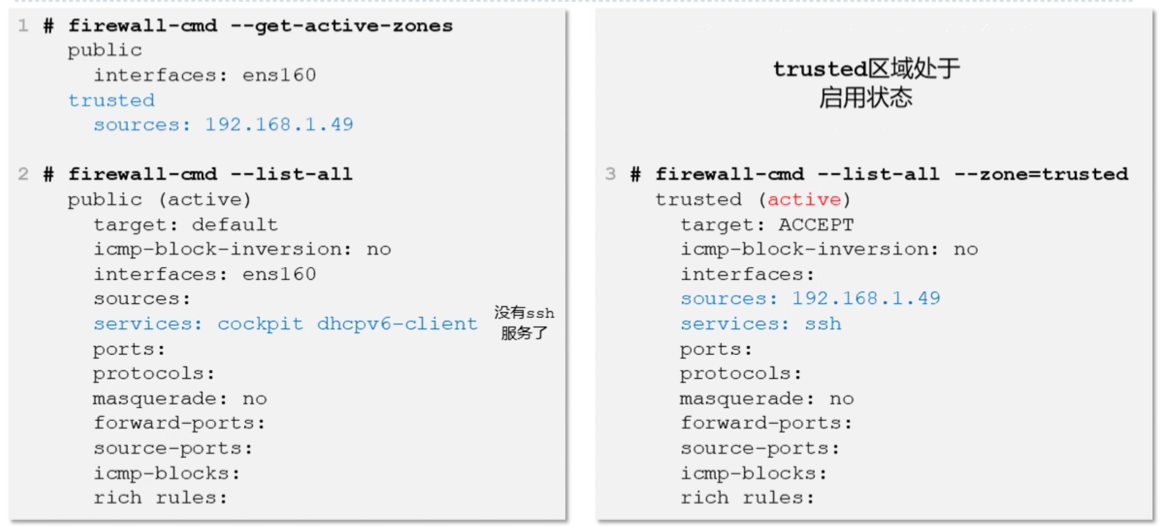 1 # firewall-cmd --get-active-zones
public
interfaces: ens160
trusted
sources: 192.168.1.49
2 # firewall-cmd --list-all
public (active)
target: default
icmp-block-inversion: no
interfaces: ens160
sources:
services: cockpit dhcpv6-client
没有ssh
服务了
ports:
protocols:
masquerade: no
forward-ports:
source-ports:
icmp-blocks:
rich rules:
trusted区域处于
启用状态
3 # firewall-cmd --list-all --zone=trusted
trusted (active)
target: ACCEPT
icmp-block-inversion: no
interfaces:
sources: 192.168.1.49
services: ssh
ports:
protocols:
masquerade: no
forward-ports:
source-ports:
icmp-blocks:
rich rules: